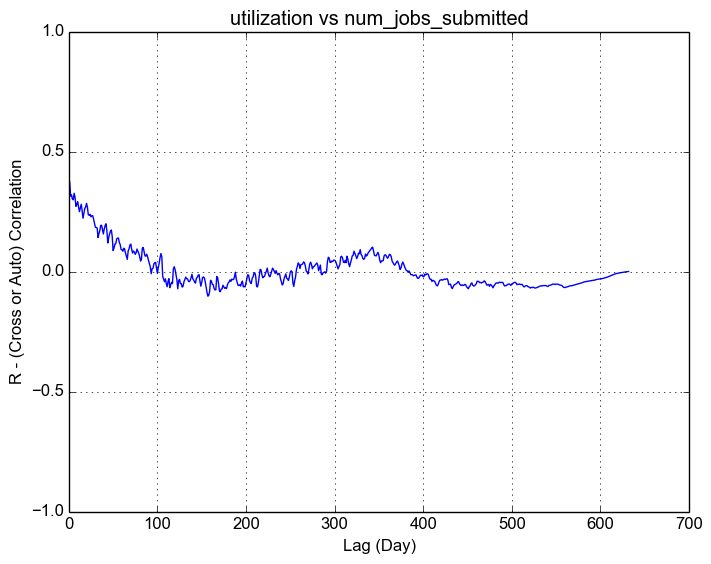 utilization vs num_jobs_submitted
1.0
0.5
0.0
−0.5
−1.0
R - (Cross or Auto) Correlation
0 100 200 300 400 500 600 700
Lag (Day)